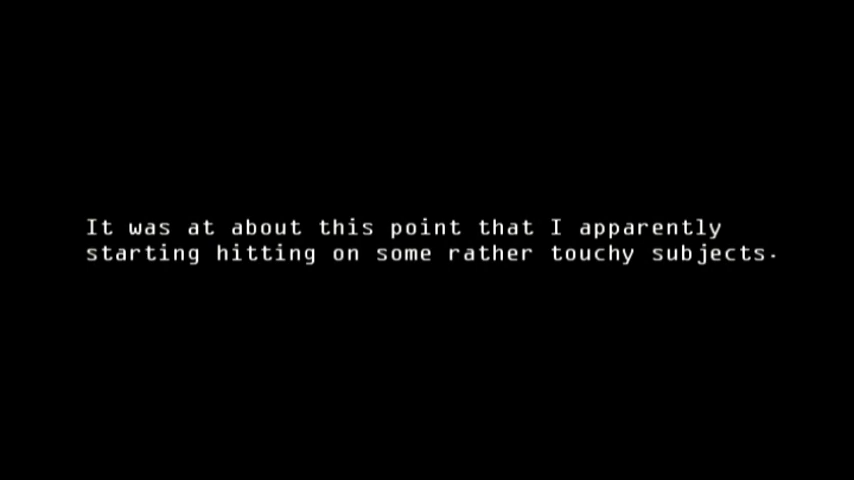 It was at about this point that I apparently
starting hitting on some rather touchy subjects.